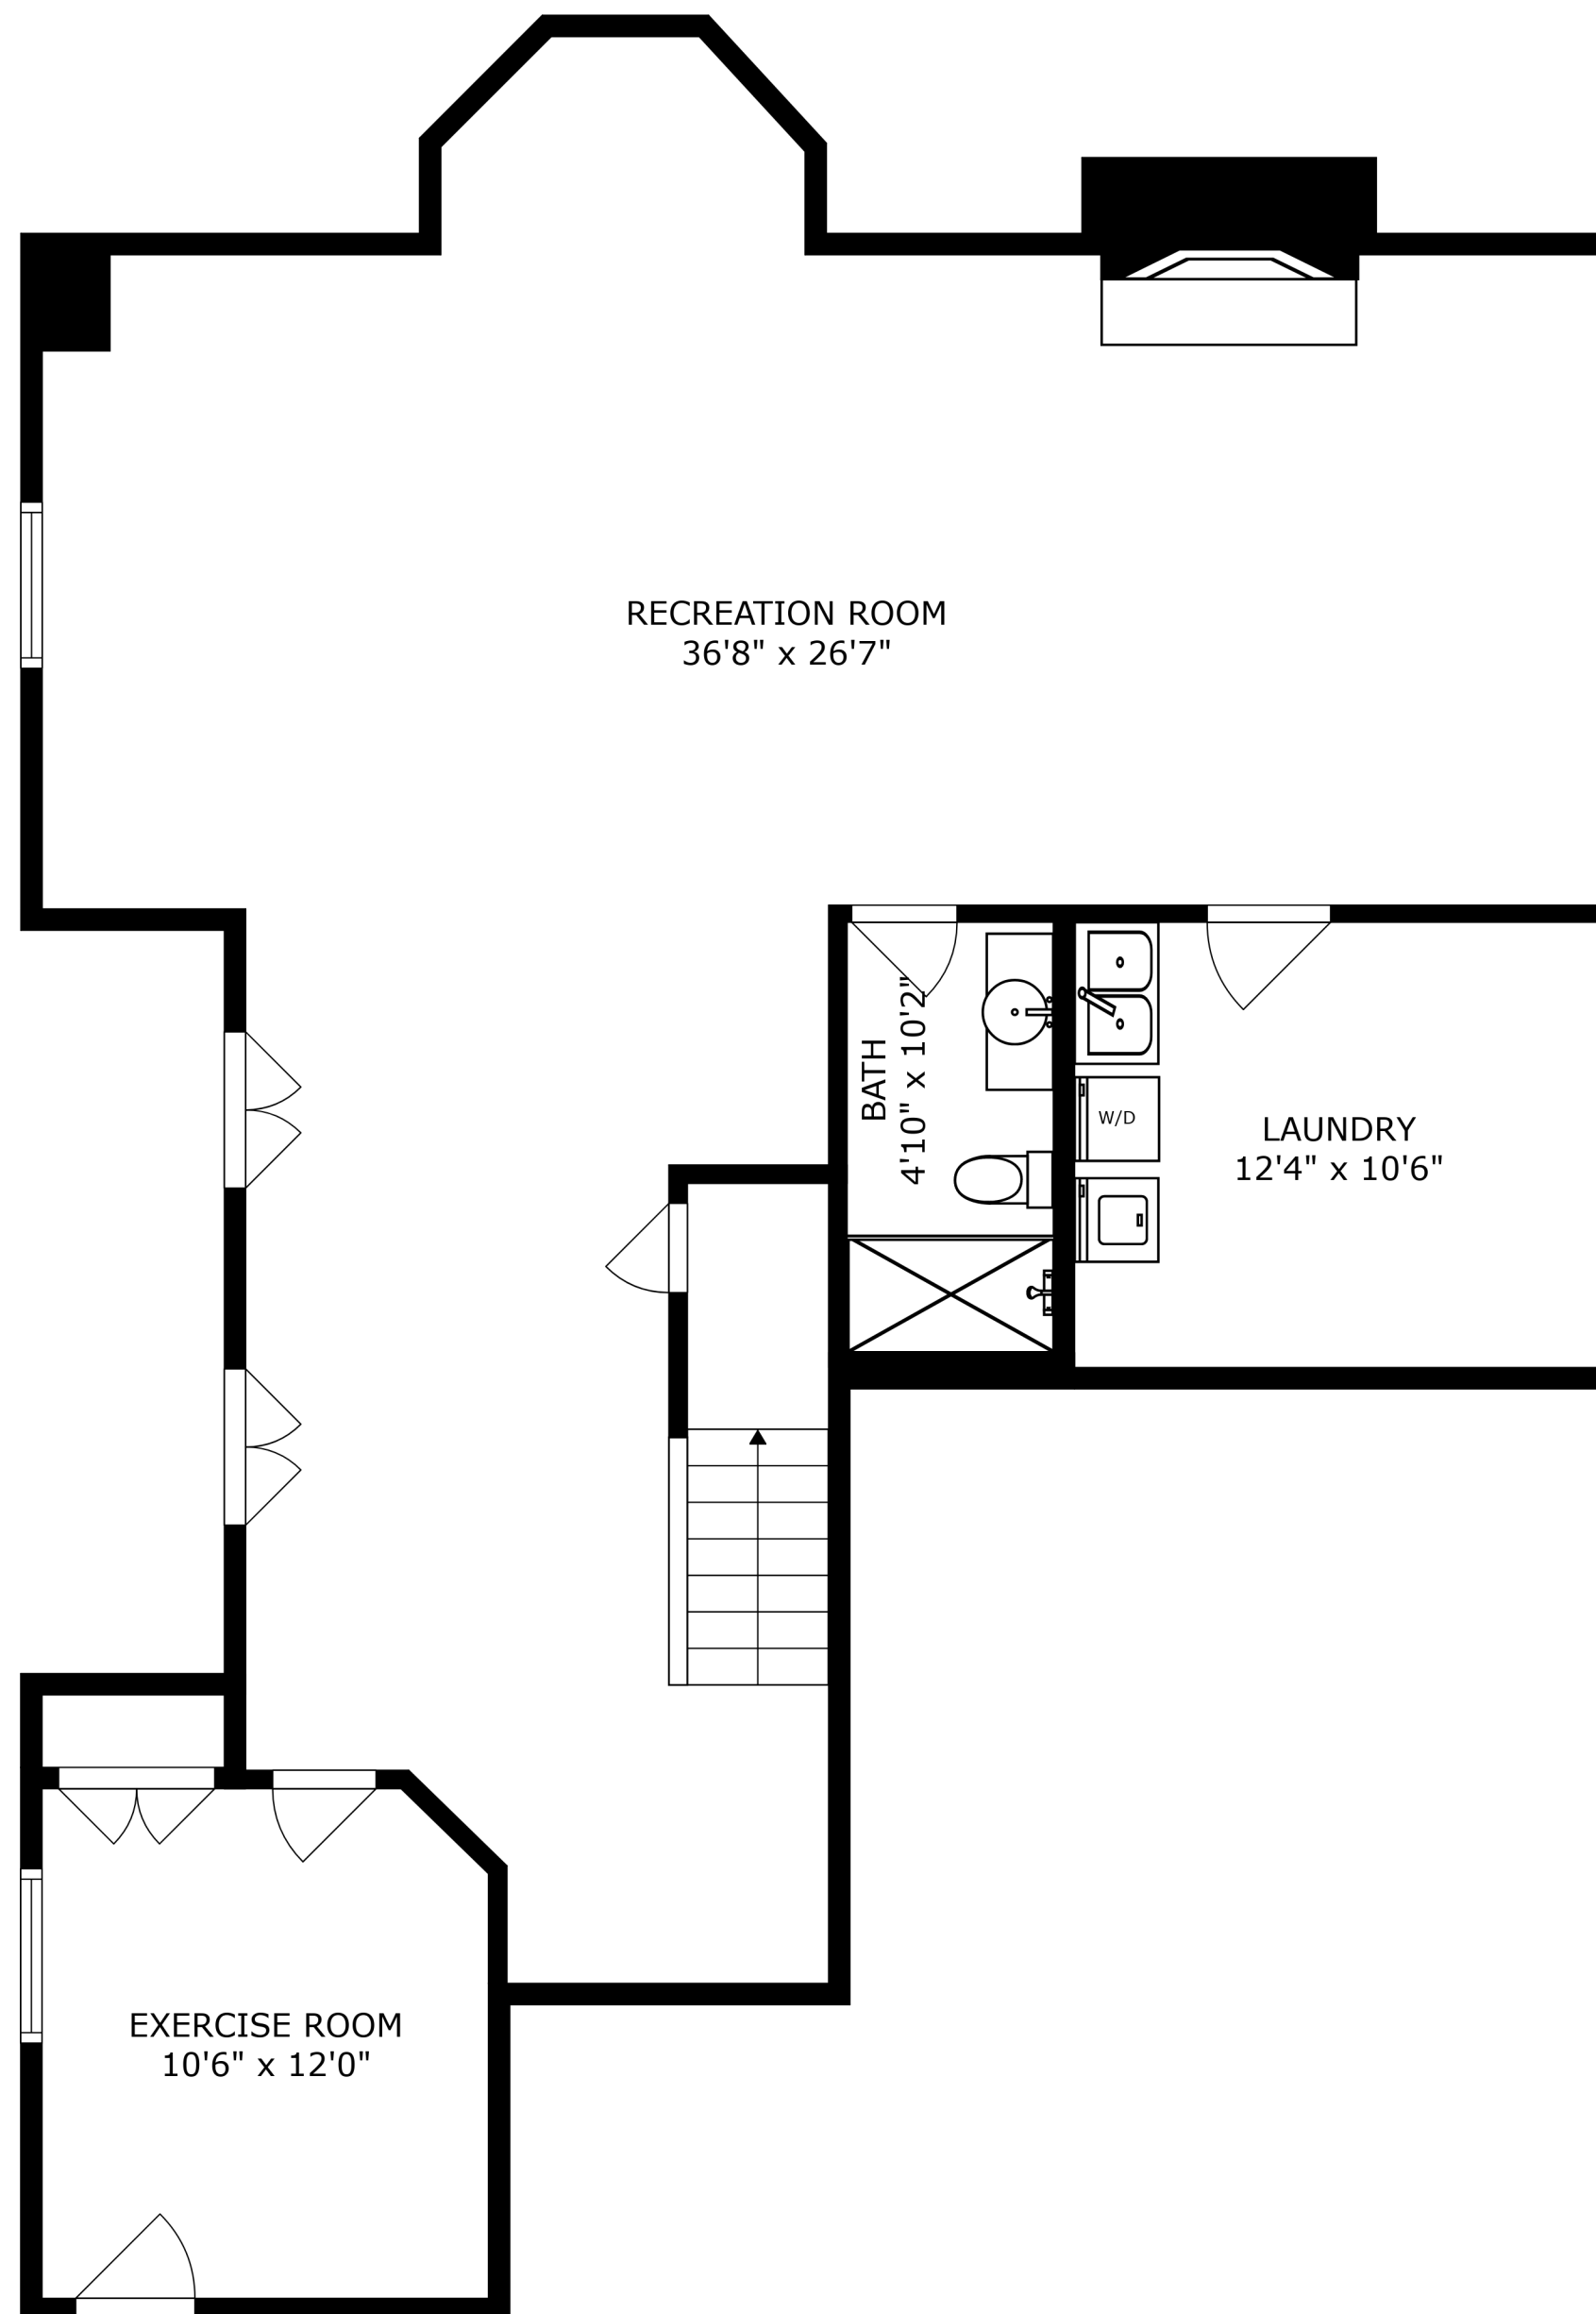 RECREATION ROOM
36'8" x 26'7"
BATH
4'10" x 10'2"
W/D
LAUNDRY
12'4" x 10'6"
EXERCISE ROOM
10'6" x 12'0"